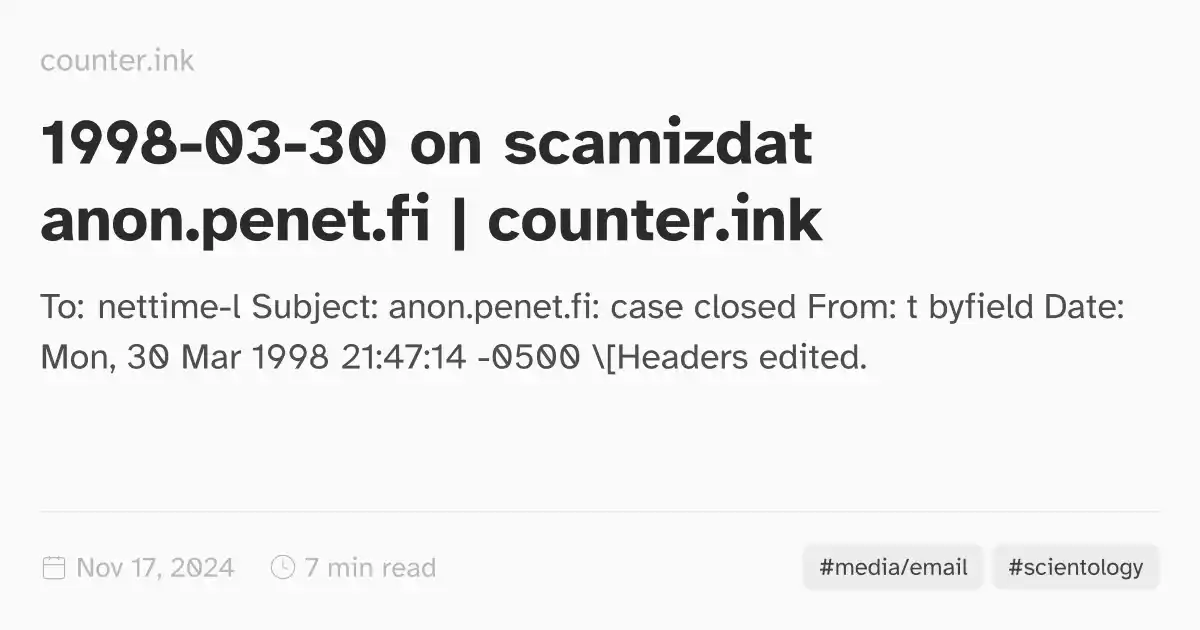 counter.ink
1998-03-30 on scamizdat
anon.penet.fi | counter.ink
To: nettime-l Subject: anon.penet.fi: case closed From: t byfield Date:
Mon, 30 Mar 1998 21:47:14 -0500 \[Headers edited.
Nov 17, 2024 7 min read #media/email #scientology